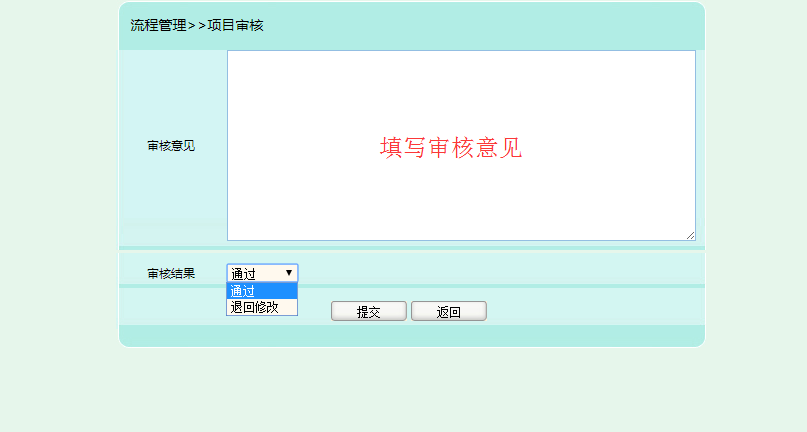 流程管理>>项目审核
填写审核意见
审核意见
审核结果
通过
通过
退回修改
提交
返回